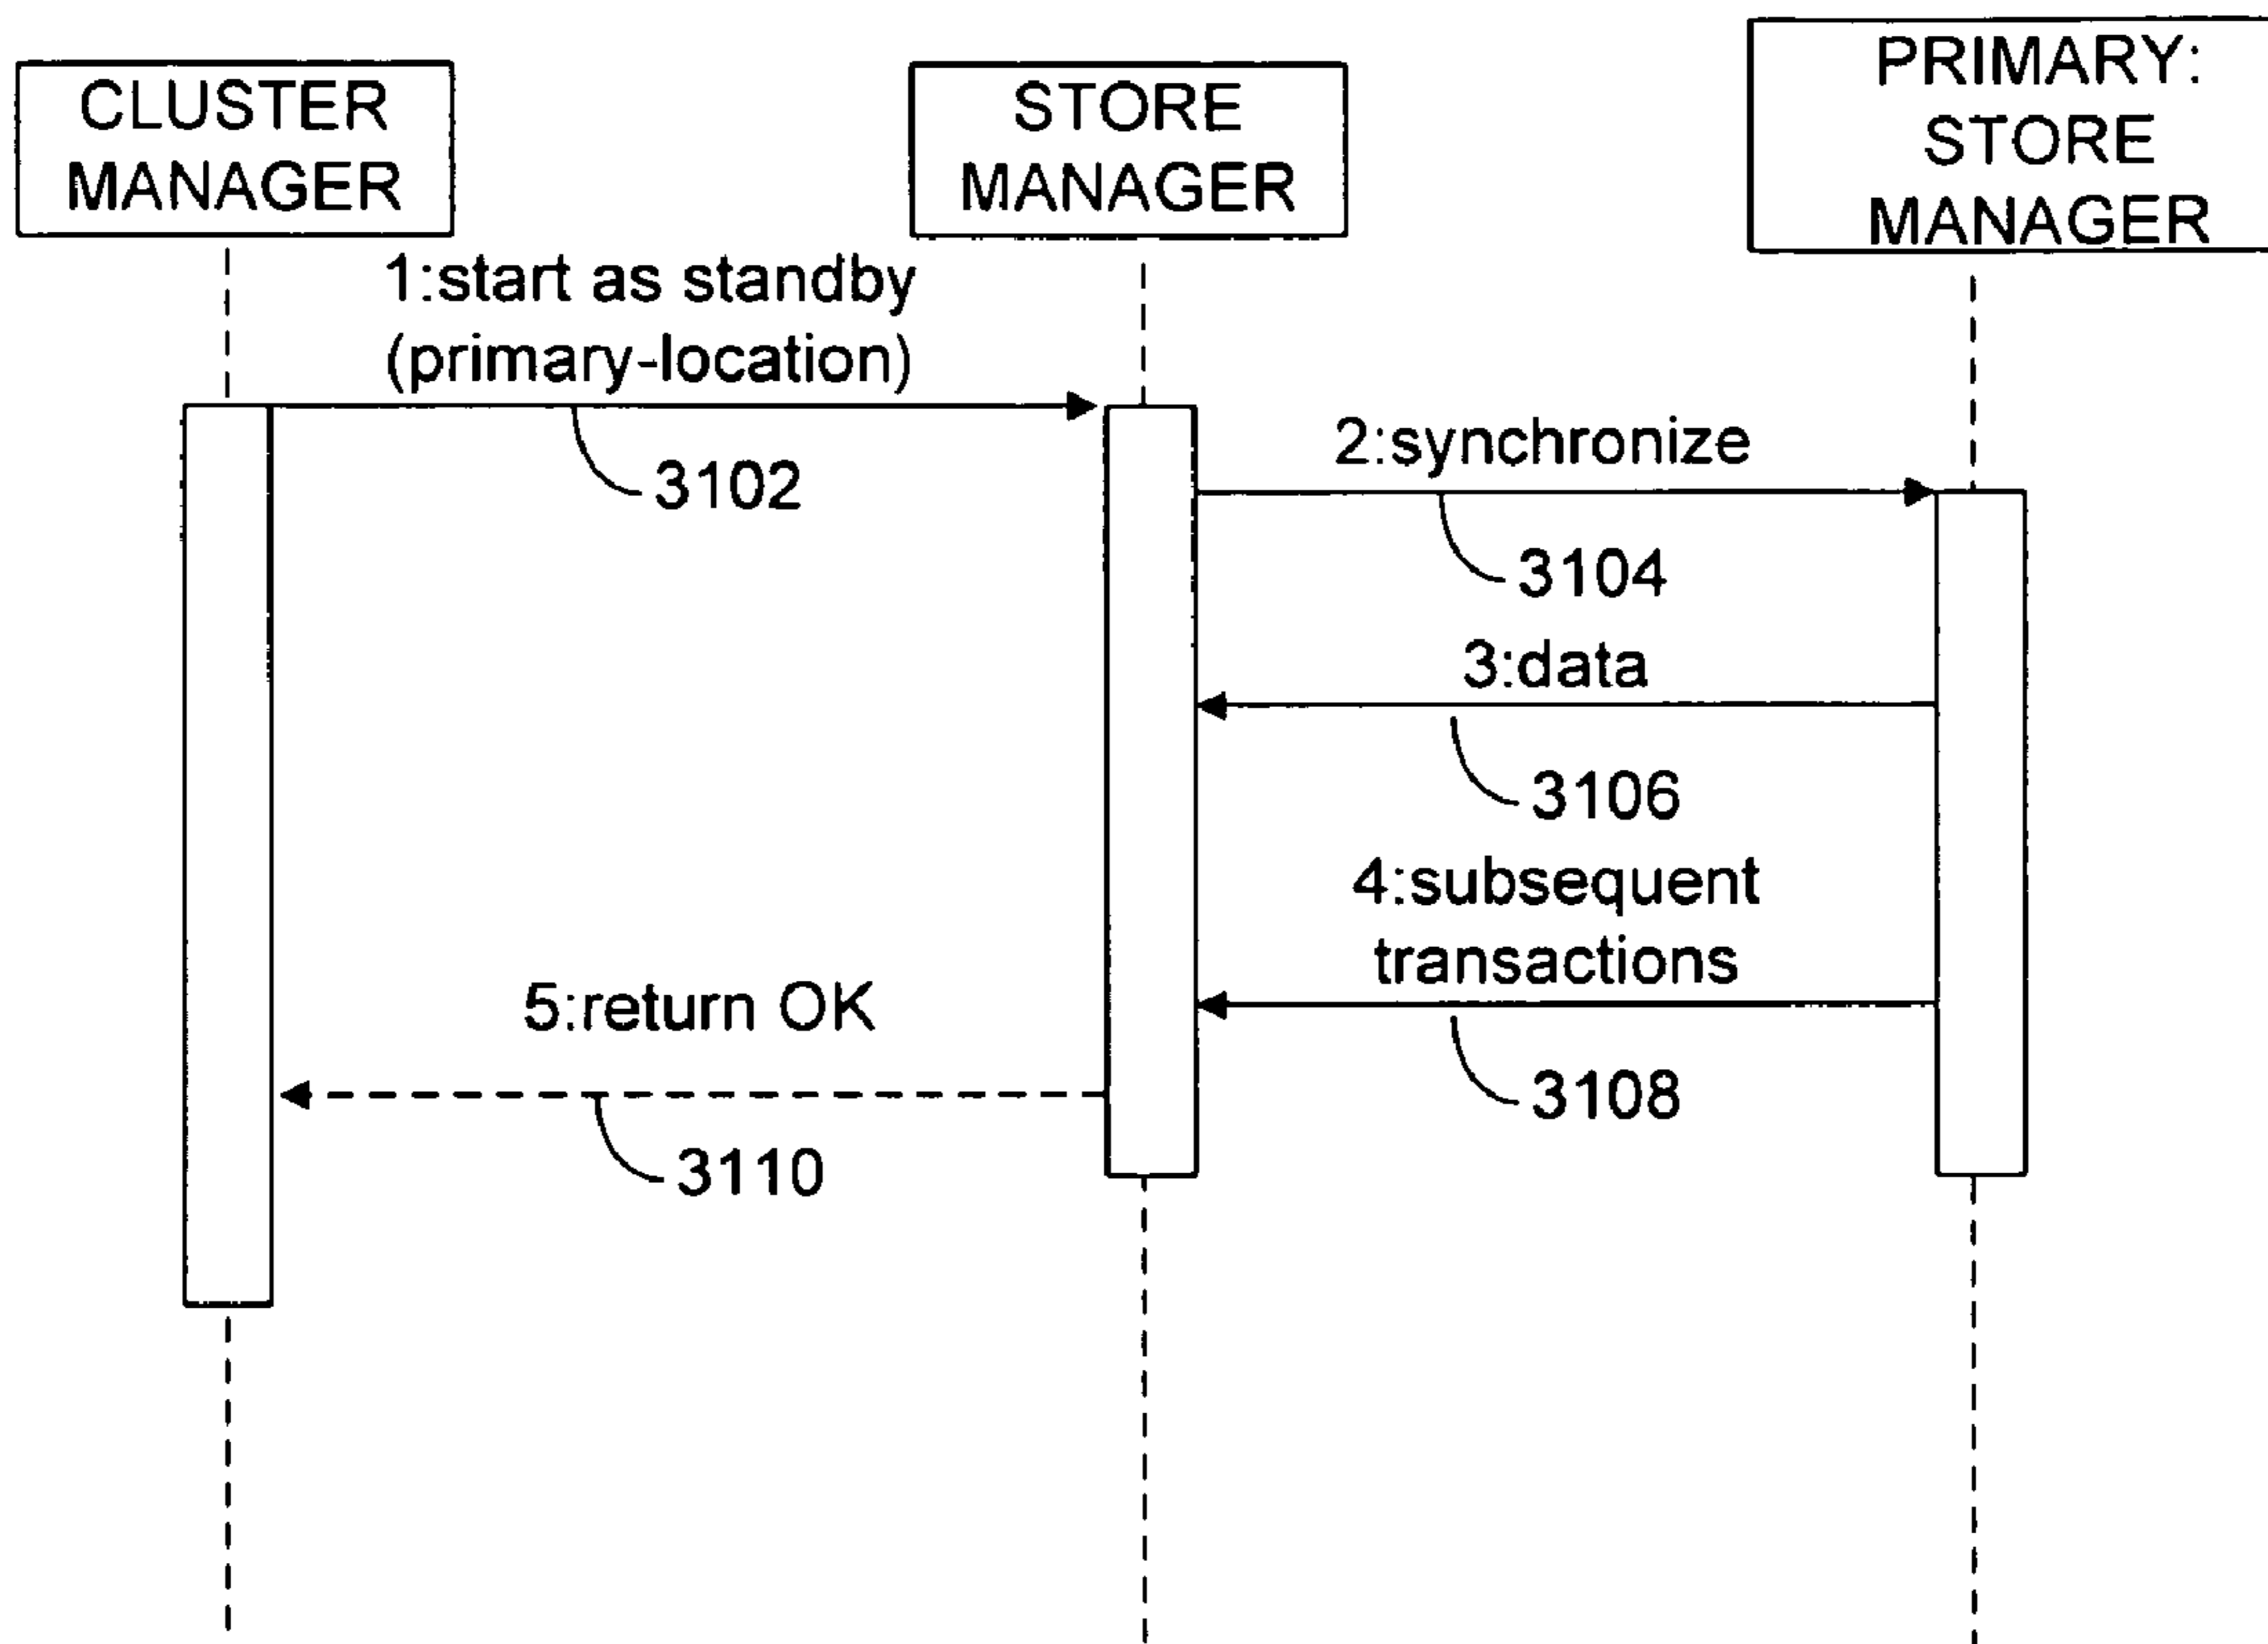 CLUSTER
MANAGER
STORE
MANAGER
PRIMARY:
STORE
MANAGER
1:start as standby
(primary-location)
3102
2:synchronize
3104
3:data
3106
4:subsequent
transactions
3108
5:return OK
3110